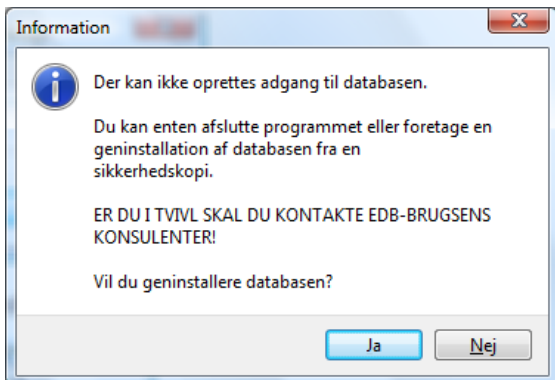 Information
Der kan ikke oprettes adgang til databasen.
Du kan enten afslutte programmet eller foretage en
geninstallation af databasen fra en
sikkerhedskopi.
ER DU I TVIVL SKAL DU KONTAKTE EDB-BRUGSENS
KONSULENTER!
Vil du geninstallere databasen?
Ja
Nej